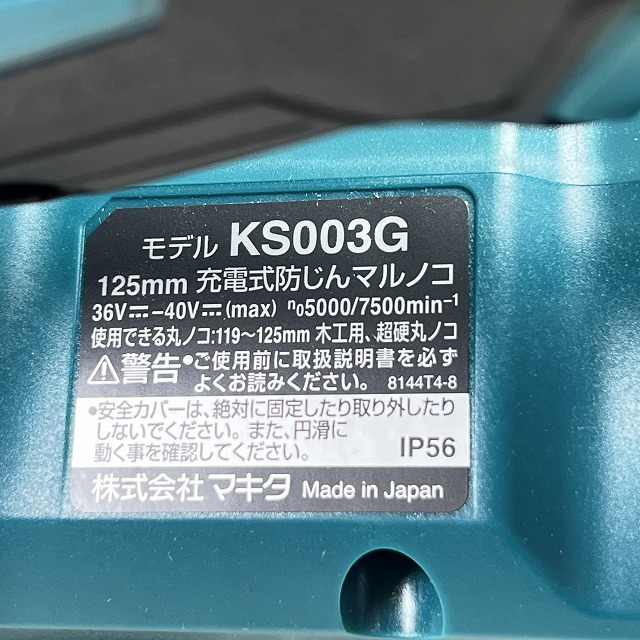 モデル KS003G
125mm 充電式防じんマルノコ
36V⎓-40V⎓(max) n₀5000/7500min⁻¹
使用できる丸ノコ:119～125mm 木工用、超硬丸ノコ
⚠警告 ●ご使用前に取扱説明書を必ず
よくお読みください。 8144T4-8
●安全カバーは、絶対に固定したり取り外したり
しないでください。また、円滑に
動く事を確認してください。 IP56
株式会社 マキタ Made in Japan